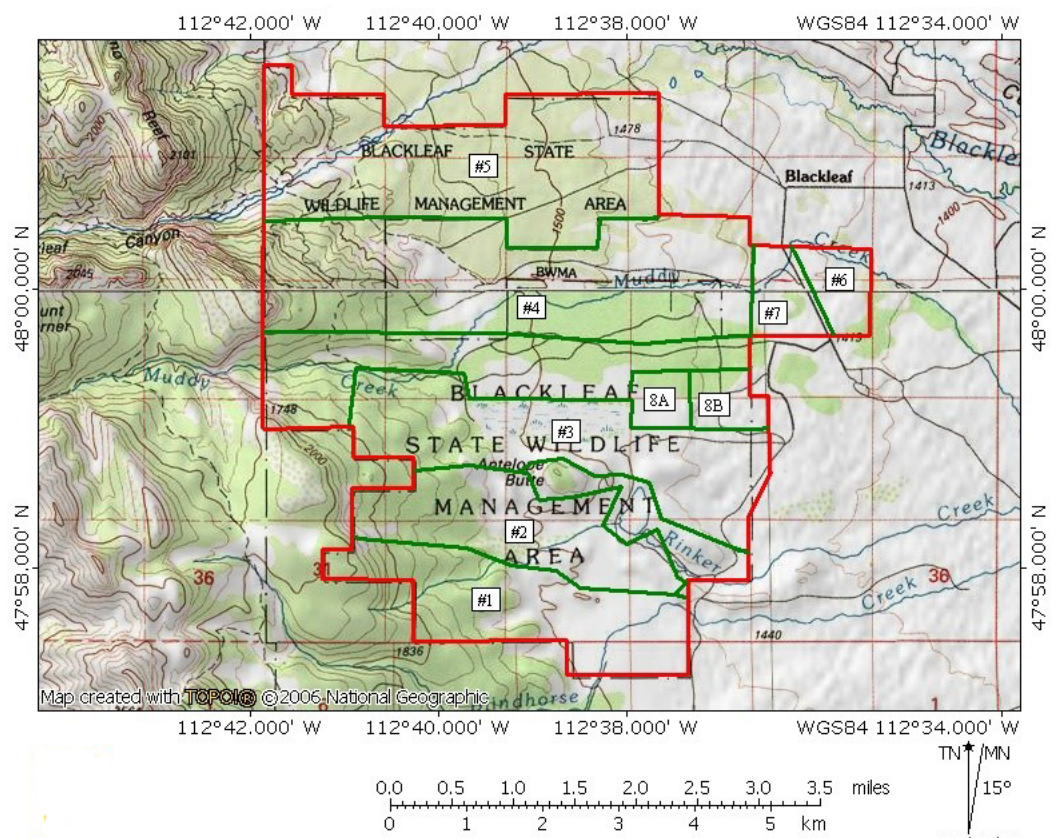 112°42.000' W 112°40.000' W 112°38.000' W WGS84 112°34.000' W
Reef
2000
2101
1478
BLACKLEAF STATE
#5
Blackleaf
1413
WILDLIFE MANAGEMENT AREA
1400
1500
Canyon
Creek
48°00.000' N
48°00.000' N
2045
BWMA
Muddy
#6
#4
#7
1415
Muddy Creek
BLACKLEAF
8A
8B
1748
#3
STATE WILDLIFE
2000
Antelope
Butte
MANAGEMENT
Creek
#2
Rinker
AREA
47°58.000' N
47°58.000' N
36
31
36
Creek
#1
1440
1836
Map created with TOPO!® ©2006 National Geographic
Blindhorse
1
112°42.000' W 112°40.000' W 112°38.000' W WGS84 112°34.000' W
TN MN
15°
0.0 0.5 1.0 1.5 2.0 2.5 3.0 3.5 miles
0 1 2 3 4 5 km